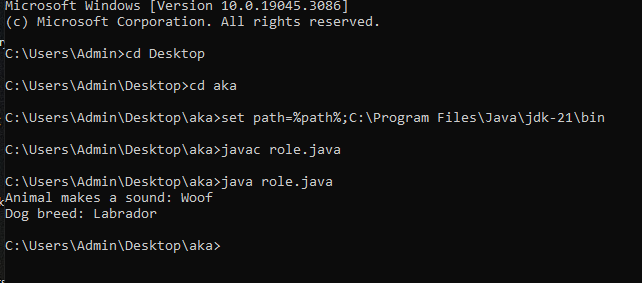 Microsoft Windows [Version 10.0.19045.3086]
(c) Microsoft Corporation. All rights reserved.
C:\Users\Admin>cd Desktop
C:\Users\Admin\Desktop>cd aka
C:\Users\Admin\Desktop\aka>set path=%path%;C:\Program Files\Java\jdk-21\bin
C:\Users\Admin\Desktop\aka>javac role.java
C:\Users\Admin\Desktop\aka>java role.java
Animal makes a sound: Woof
Dog breed: Labrador
C:\Users\Admin\Desktop\aka>